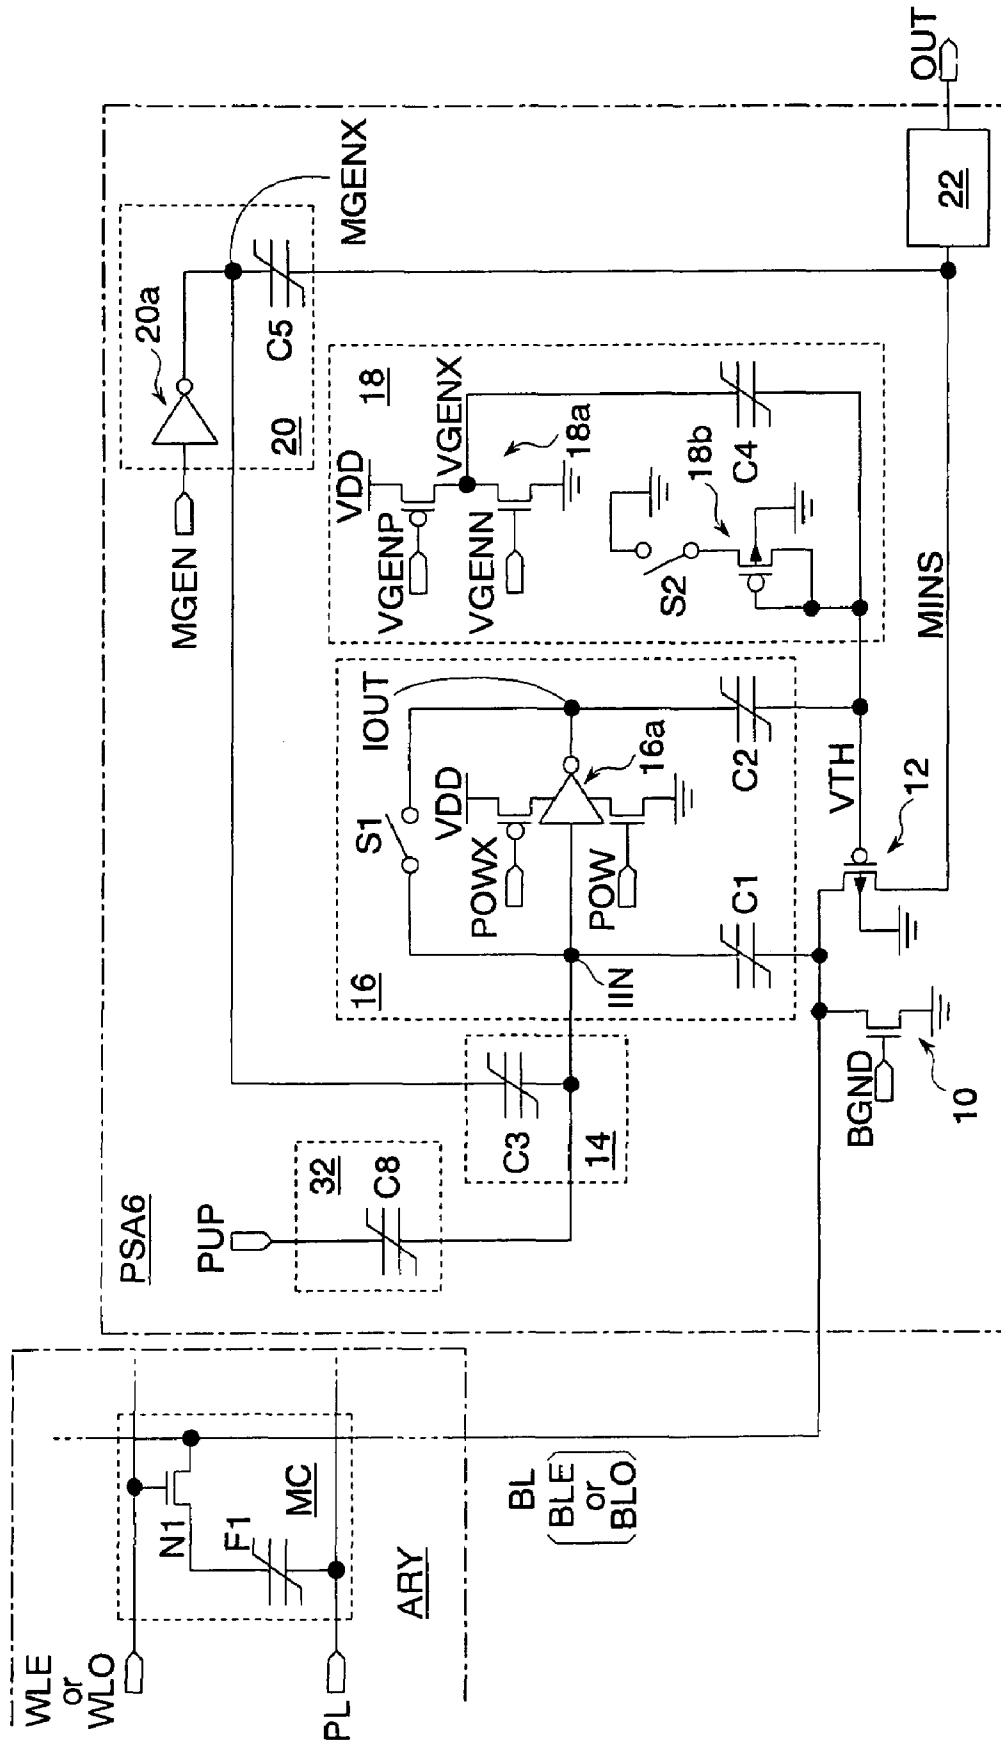 WLE
or
WLO
PL
N1
F1
MC
ARY
BL
BLE
or
BLO
PSA6
PUP
32
C8
C3
14
MGEN
20a
20
C5
MGENX
16
S1
IOUT
VDD
POWX
POW
16a
IIN
C1
C2
18
VDD
VGENP
VGENX
VGENN
18a
S2
18b
C4
BGND
10
VTH
12
MINS
22
OUT